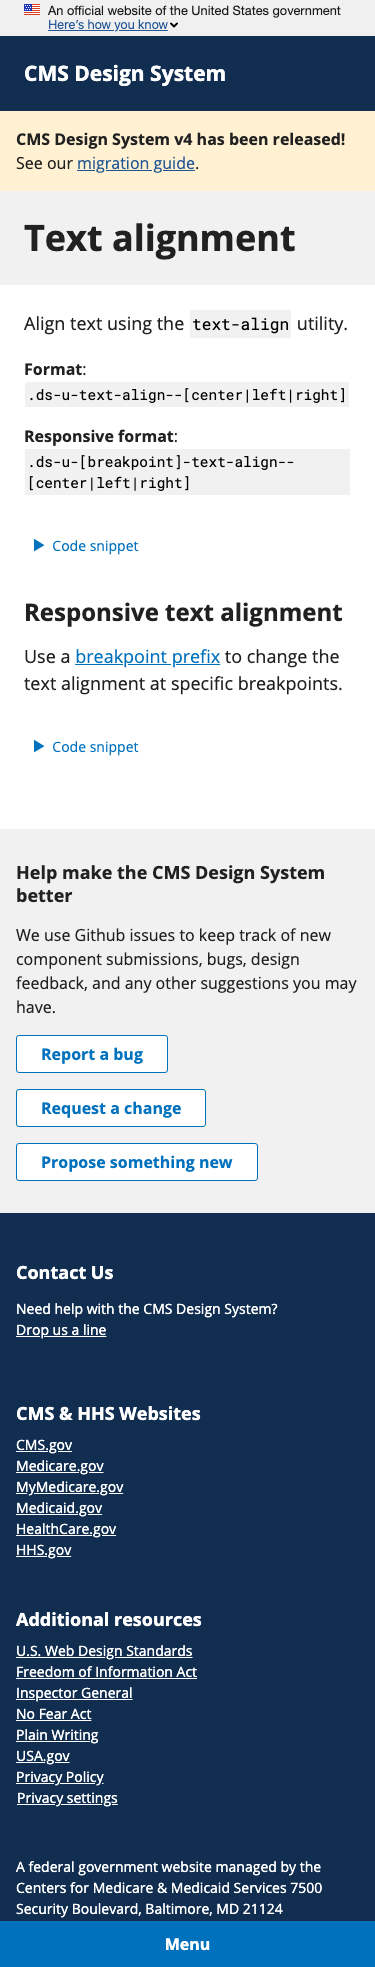 An official website of the United States government
Here's how you know
CMS Design System
CMS Design System v4 has been released!
See our migration guide.
Text alignment
Align text using the text-align utility.
Format:
.ds-u-text-align--[center|left|right]
Responsive format:
.ds-u-[breakpoint]-text-align--
[center|left|right]
Code snippet
Responsive text alignment
Use a breakpoint prefix to change the
text alignment at specific breakpoints.
Code snippet
Help make the CMS Design System
better
We use Github issues to keep track of new
component submissions, bugs, design
feedback, and any other suggestions you may
have.
Report a bug
Request a change
Propose something new
Contact Us
Need help with the CMS Design System?
Drop us a line
CMS & HHS Websites
CMS.gov
Medicare.gov
MyMedicare.gov
Medicaid.gov
HealthCare.gov
HHS.gov
Additional resources
U.S. Web Design Standards
Freedom of Information Act
Inspector General
No Fear Act
Plain Writing
USA.gov
Privacy Policy
Privacy settings
A federal government website managed by the
Centers for Medicare & Medicaid Services 7500
Security Boulevard, Baltimore, MD 21124
Menu